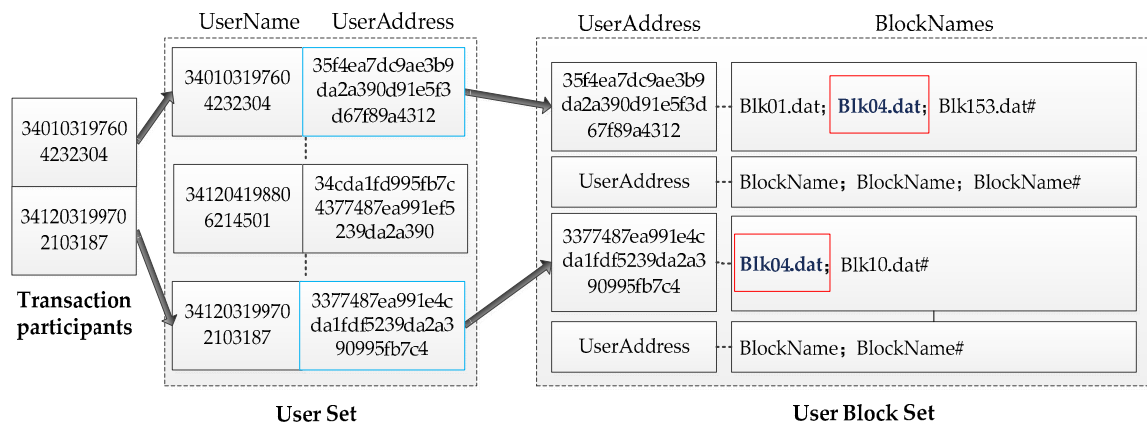 UserName UserAddress
UserAddress BlockNames
34010319760
4232304
34120319970
2103187
Transaction
participants
34010319760
4232304
35f4ea7dc9ae3b9
da2a390d91e5f3
d67f89a4312
34120419880
6214501
34cda1fd995fb7c
4377487ea991ef5
239da2a390
34120319970
2103187
3377487ea991e4c
da1fdf5239da2a3
90995fb7c4
User Set
35f4ea7dc9ae3b9
da2a390d91e5f3d
67f89a4312
Blk01.dat; Blk04.dat; Blk153.dat#
UserAddress
BlockName; BlockName; BlockName#
3377487ea991e4c
da1fdf5239da2a3
90995fb7c4
Blk04.dat; Blk10.dat#
UserAddress
BlockName; BlockName#
User Block Set